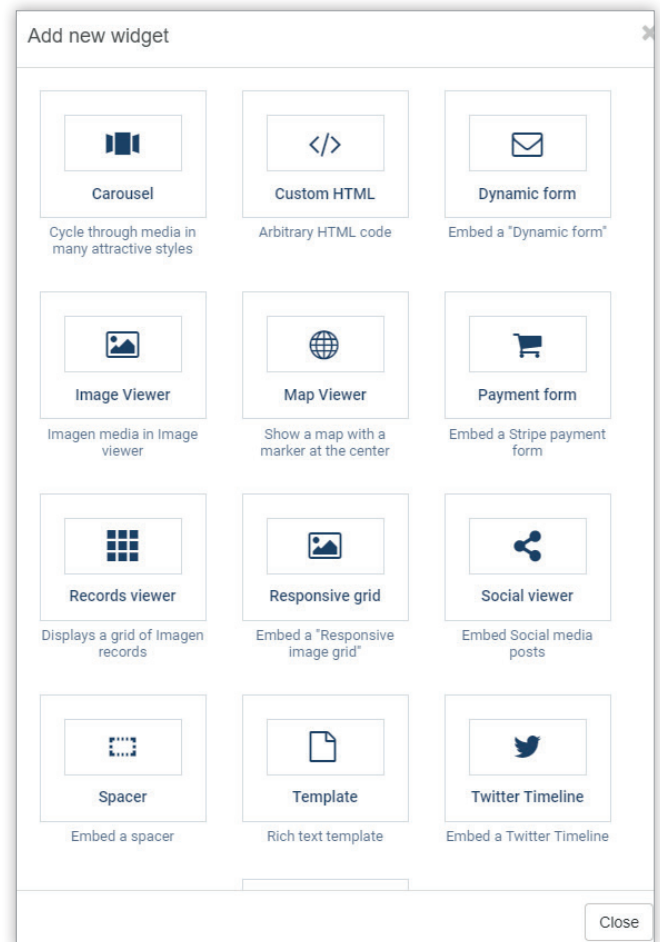 Add new widget
Carousel
Custom HTML
Dynamic form
Cycle through media in
many attractive styles
Arbitrary HTML code
Embed a "Dynamic form"
Image Viewer
Map Viewer
Payment form
Imagen media in Image
viewer
Show a map with a
marker at the center
Embed a Stripe payment
form
Records viewer
Responsive grid
Social viewer
Displays a grid of Imagen
records
Embed a "Responsive
image grid"
Embed Social media
posts
Spacer
Template
Twitter Timeline
Embed a spacer
Rich text template
Embed a Twitter Timeline
Close